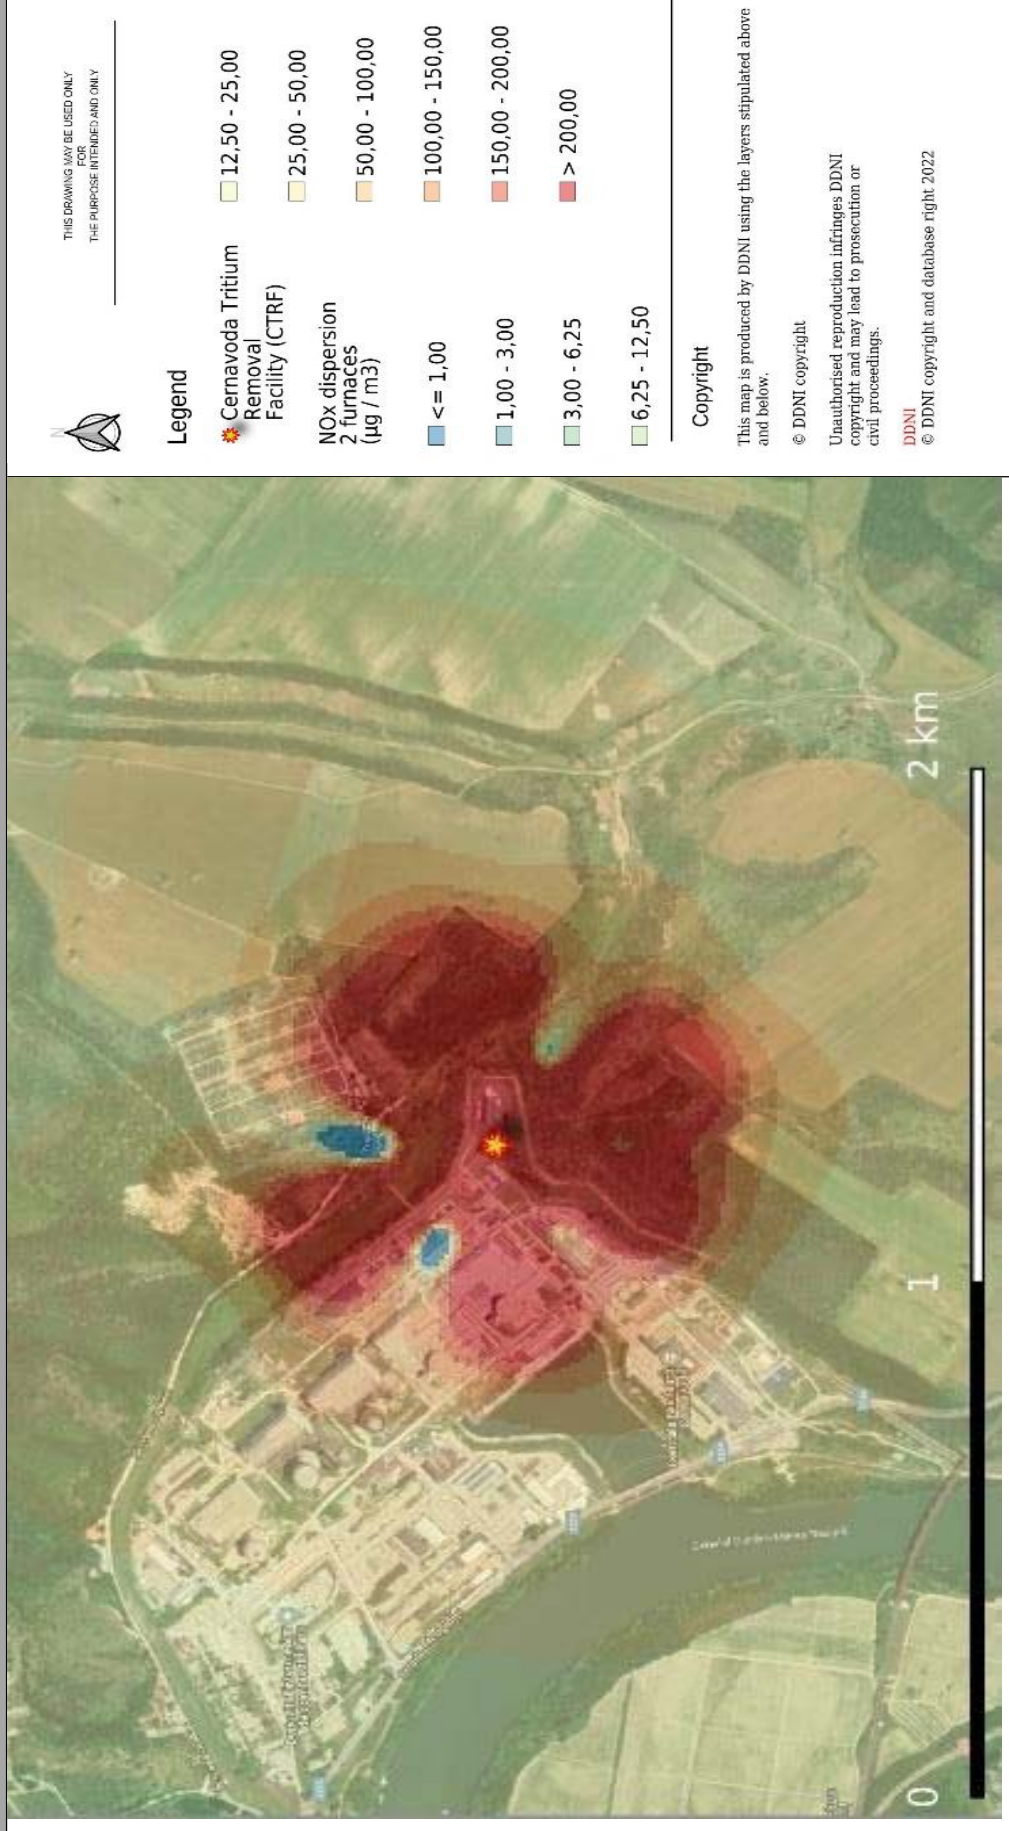 THIS DRAWING MAY BE USED ONLY
FOR
THE PURPOSE INTENDED AND ONLY
N
Legend
Cernavoda Tritium
Removal
Facility (CTRF)
NOx dispersion
2 furnaces
(µg / m3)
<= 1,00
1,00 - 3,00
3,00 - 6,25
6,25 - 12,50
12,50 - 25,00
25,00 - 50,00
50,00 - 100,00
100,00 - 150,00
150,00 - 200,00
> 200,00
Copyright
This map is produced by DDNI using the layers stipulated above
and below.
© DDNI copyright
Unauthorised reproduction infringes DDNI
copyright and may lead to prosecution or
civil proceedings.
DDNI
© DDNI copyright and database right 2022
0 1 2 km